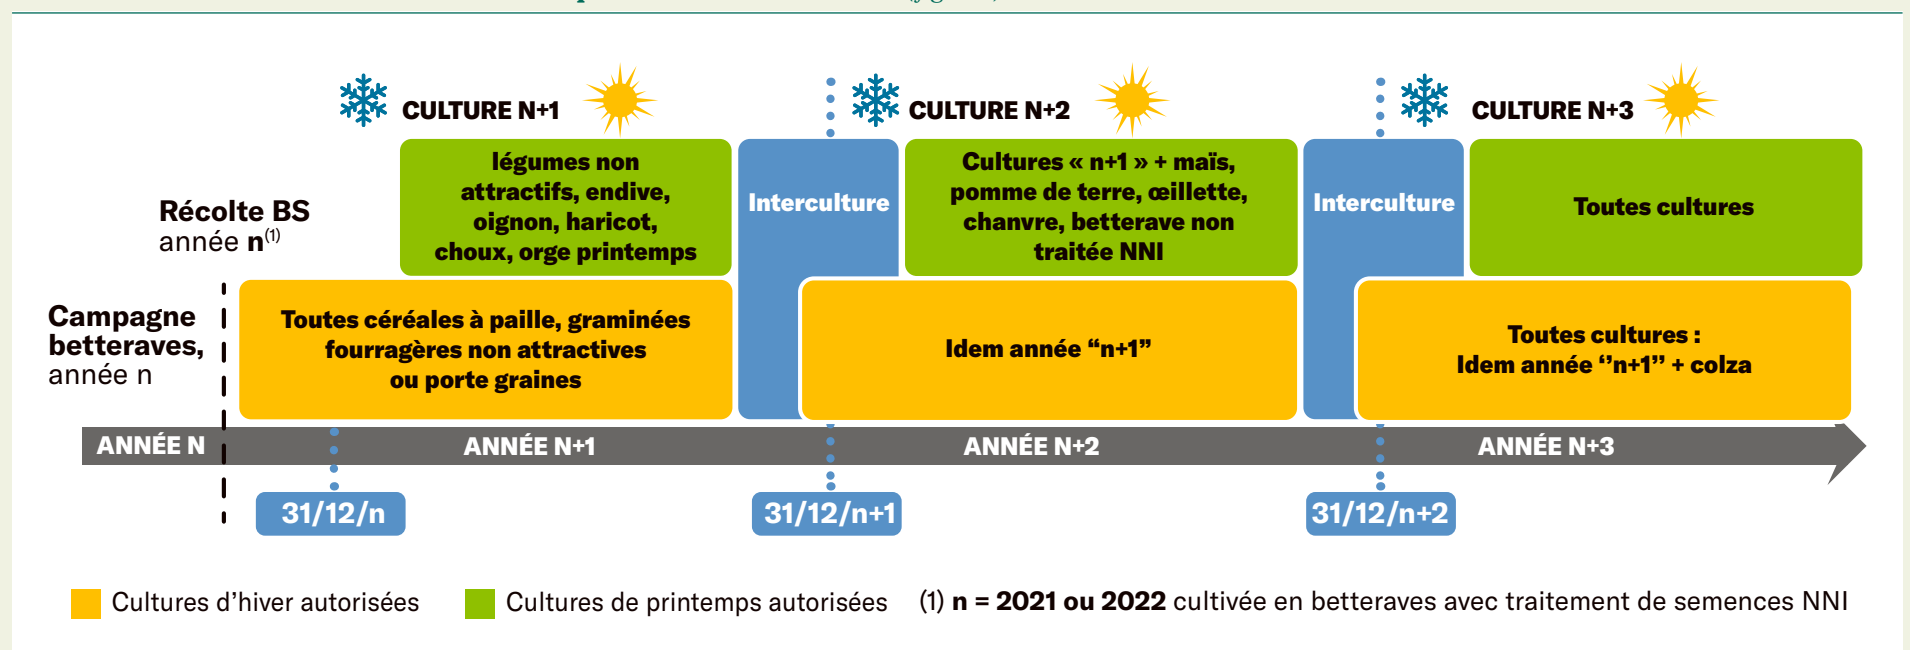 CULTURE N+1
CULTURE N+2
CULTURE N+3
Récolte BS
année n(1)
légumes non
attractifs, endive,
oignon, haricot,
choux, orge printemps
Interculture
Cultures « n+1 » + maïs,
pomme de terre, œillette,
chanvre, betterave non
traitée NNI
Interculture
Toutes cultures
Campagne
betteraves,
année n
Toutes céréales à paille, graminées
fourragères non attractives
ou porte graines
Idem année “n+1”
Toutes cultures :
Idem année ‘’n+1’’ + colza
ANNÉE N
ANNÉE N+1
ANNÉE N+2
ANNÉE N+3
31/12/n
31/12/n+1
31/12/n+2
Cultures d’hiver autorisées
Cultures de printemps autorisées
(1) n = 2021 ou 2022 cultivée en betteraves avec traitement de semences NNI